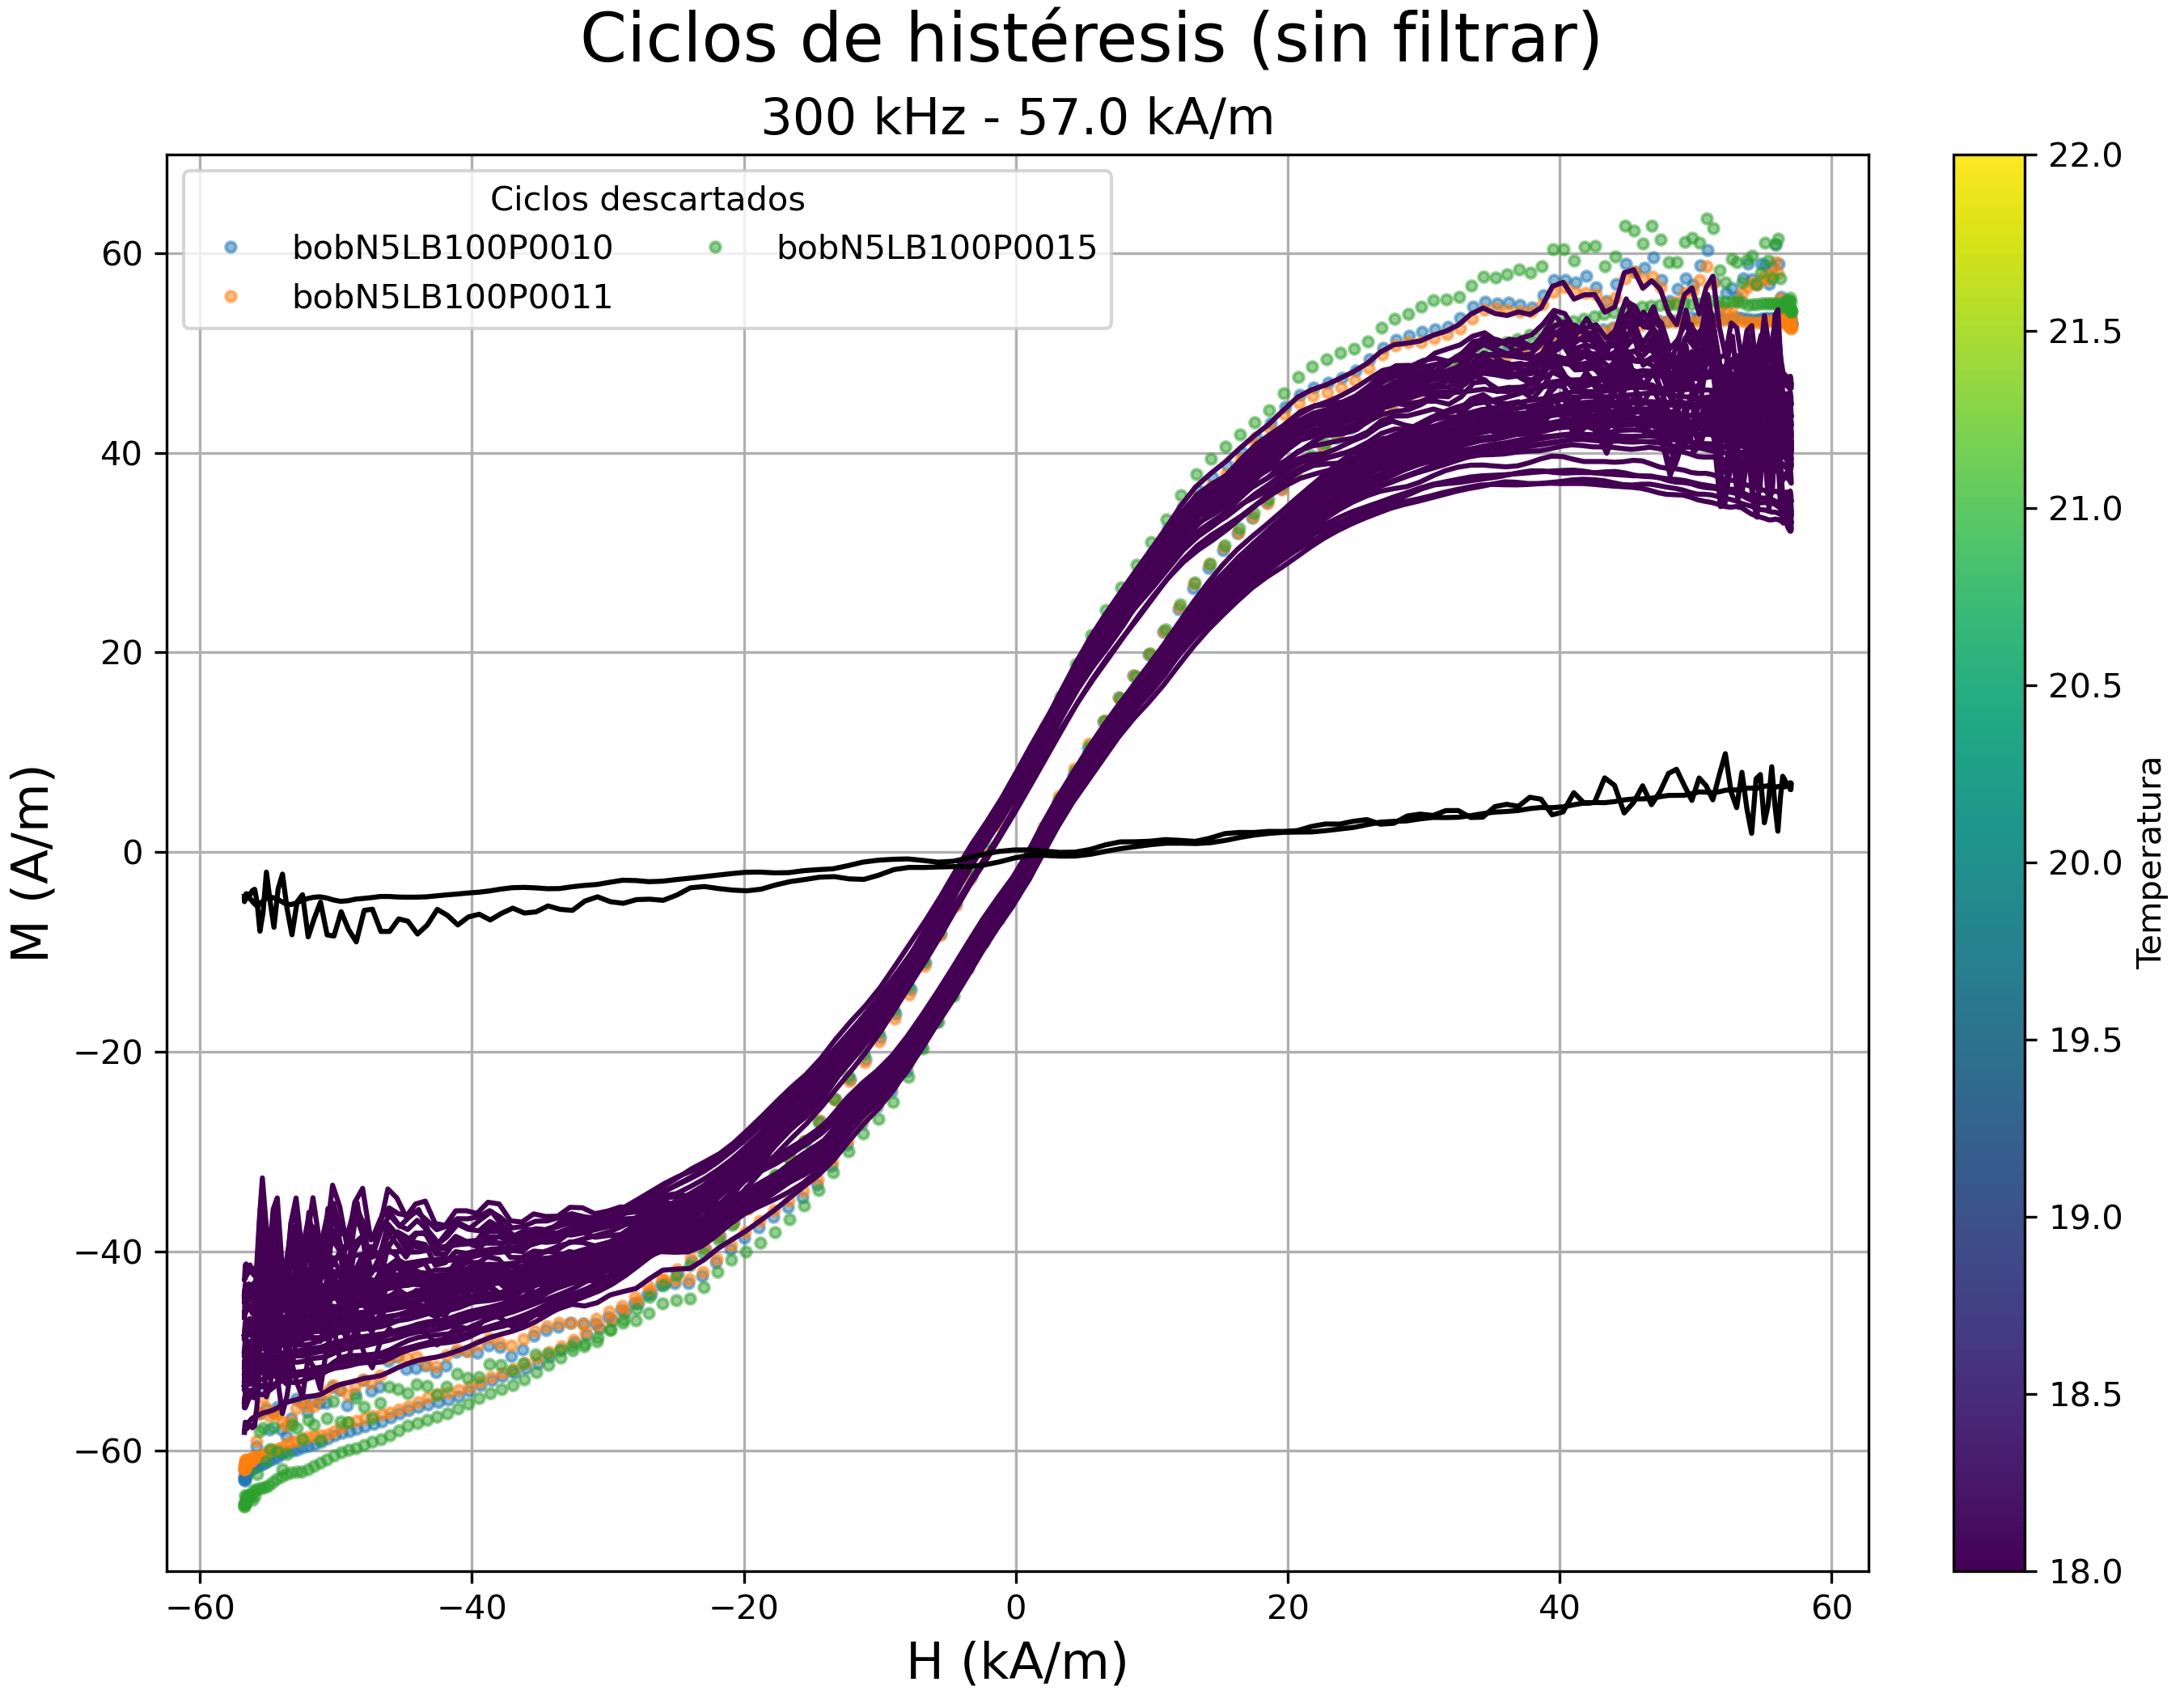 Ciclos de histéresis (sin filtrar)
300 kHz - 57.0 kA/m
Ciclos descartados
bobN5LB100P0010
bobN5LB100P0015
bobN5LB100P0011
60
40
20
0
−20
−40
−60
M (A/m)
−60
−40
−20
0
20
40
60
H (kA/m)
22.0
21.5
21.0
20.5
20.0
19.5
19.0
18.5
18.0
Temperatura